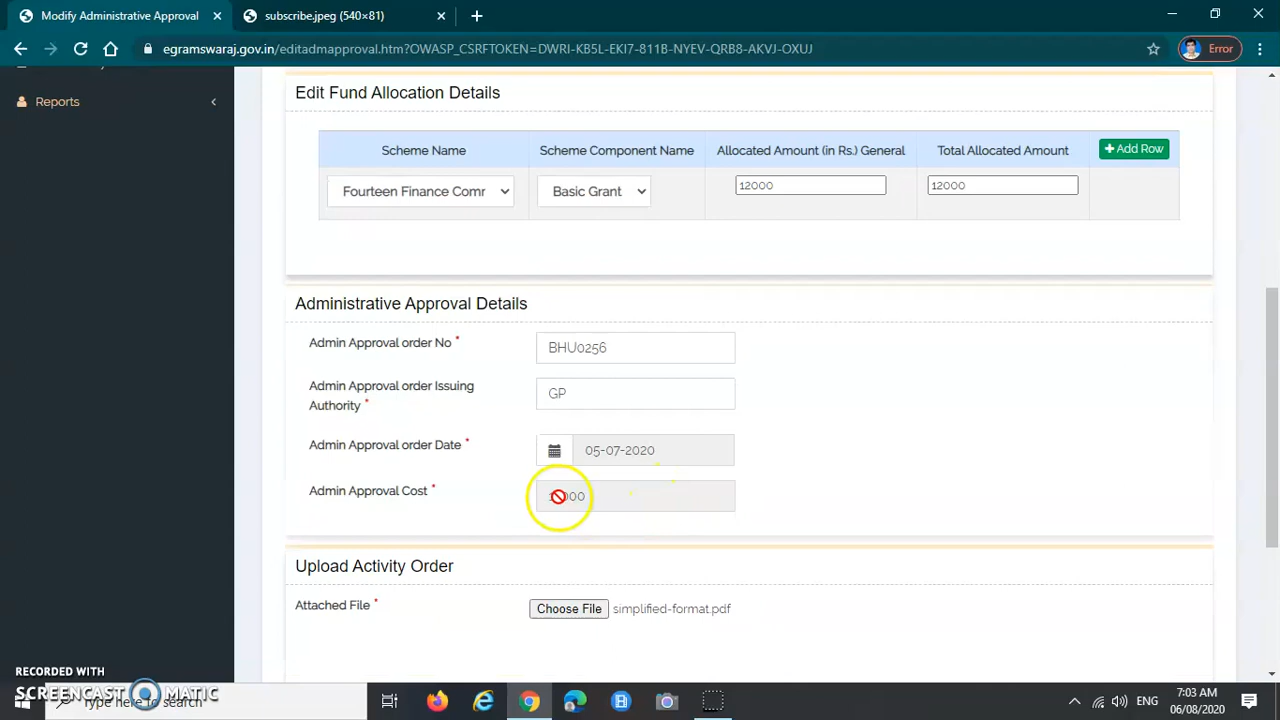 Modify Administrative Approval
subscribe.jpeg (540×81)
egramswaraj.gov.in/editadmapproval.htm?OWASP_CSRFTOKEN=DWRI-KB5L-EKI7-811B-NYEV-QRB8-AKVJ-OXUJ
Error
Reports
Edit Fund Allocation Details
Scheme Name Scheme Component Name Allocated Amount (in Rs.) General Total Allocated Amount + Add Row
Fourteen Finance Comr Basic Grant 12000 12000
Administrative Approval Details
Admin Approval order No * BHU0256
Admin Approval order Issuing
Authority * GP
Admin Approval order Date * 05-07-2020
Admin Approval Cost *
Upload Activity Order
Attached File * Choose File simplified-format.pdf
RECORDED WITH
SCREENCAST MATIC
Type here to search
ENG
7:03 AM
06/08/2020